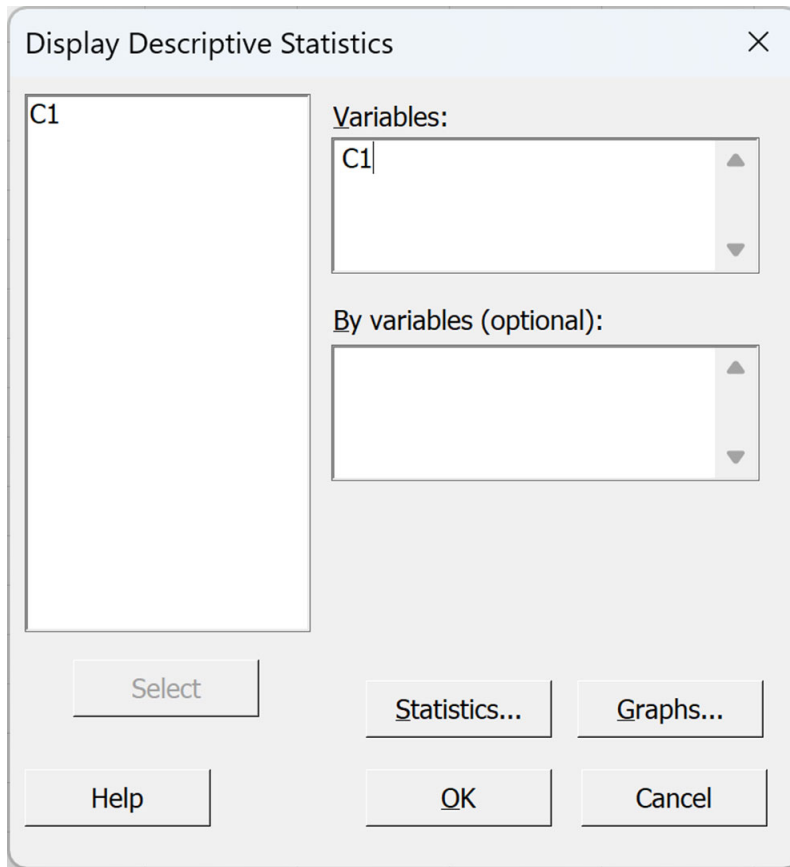 Display Descriptive Statistics
C1
Variables:
C1
By variables (optional):
Select
Statistics...
Graphs...
Help
OK
Cancel